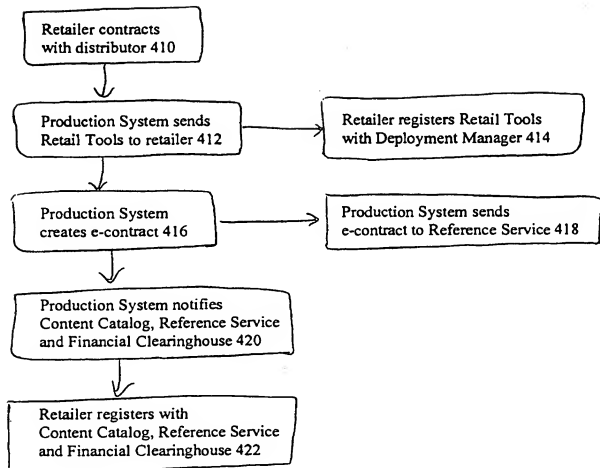 Retailer contracts
with distributor 410
Production System sends
Retail Tools to retailer 412
Retailer registers Retail Tools
with Deployment Manager 414
Production System
creates e-contract 416
Production System sends
e-contract to Reference Service 418
Production System notifies
Content Catalog, Reference Service
and Financial Clearinghouse 420
Retailer registers with
Content Catalog, Reference Service
and Financial Clearinghouse 422